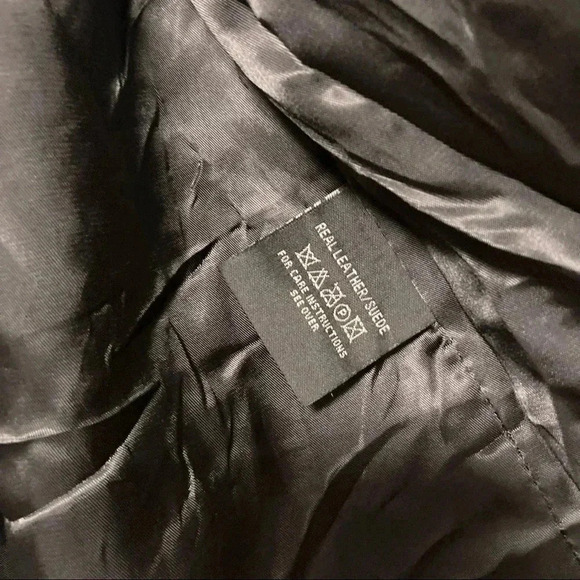 REAL LEATHER/SUEDE
P
FOR CARE INSTRUCTIONS
SEE OVER